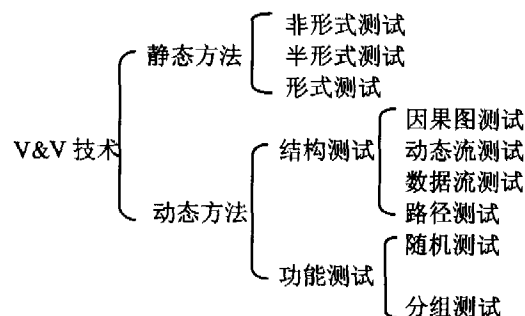 非形式测试
静态方法
半形式测试
形式测试
V&V 技术
因果图测试
结构测试
动态流测试
数据流测试
动态方法
路径测试
随机测试
功能测试
分组测试